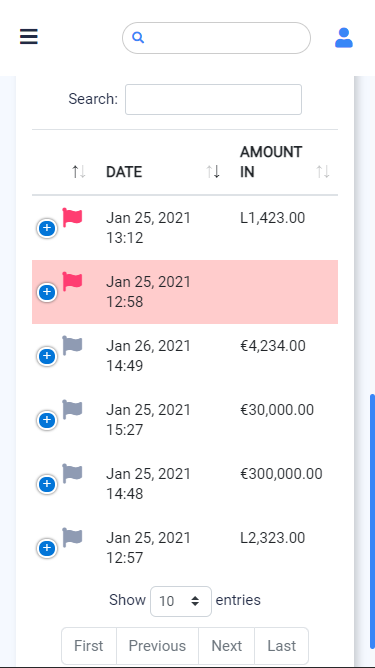 Search:
DATE
AMOUNT
IN
Jan 25, 2021
13:12
L1,423.00
Jan 25, 2021
12:58
Jan 26, 2021
14:49
€4,234.00
Jan 25, 2021
15:27
€30,000.00
Jan 25, 2021
14:48
€300,000.00
Jan 25, 2021
12:57
L2,323.00
Show 10 entries
First Previous Next Last